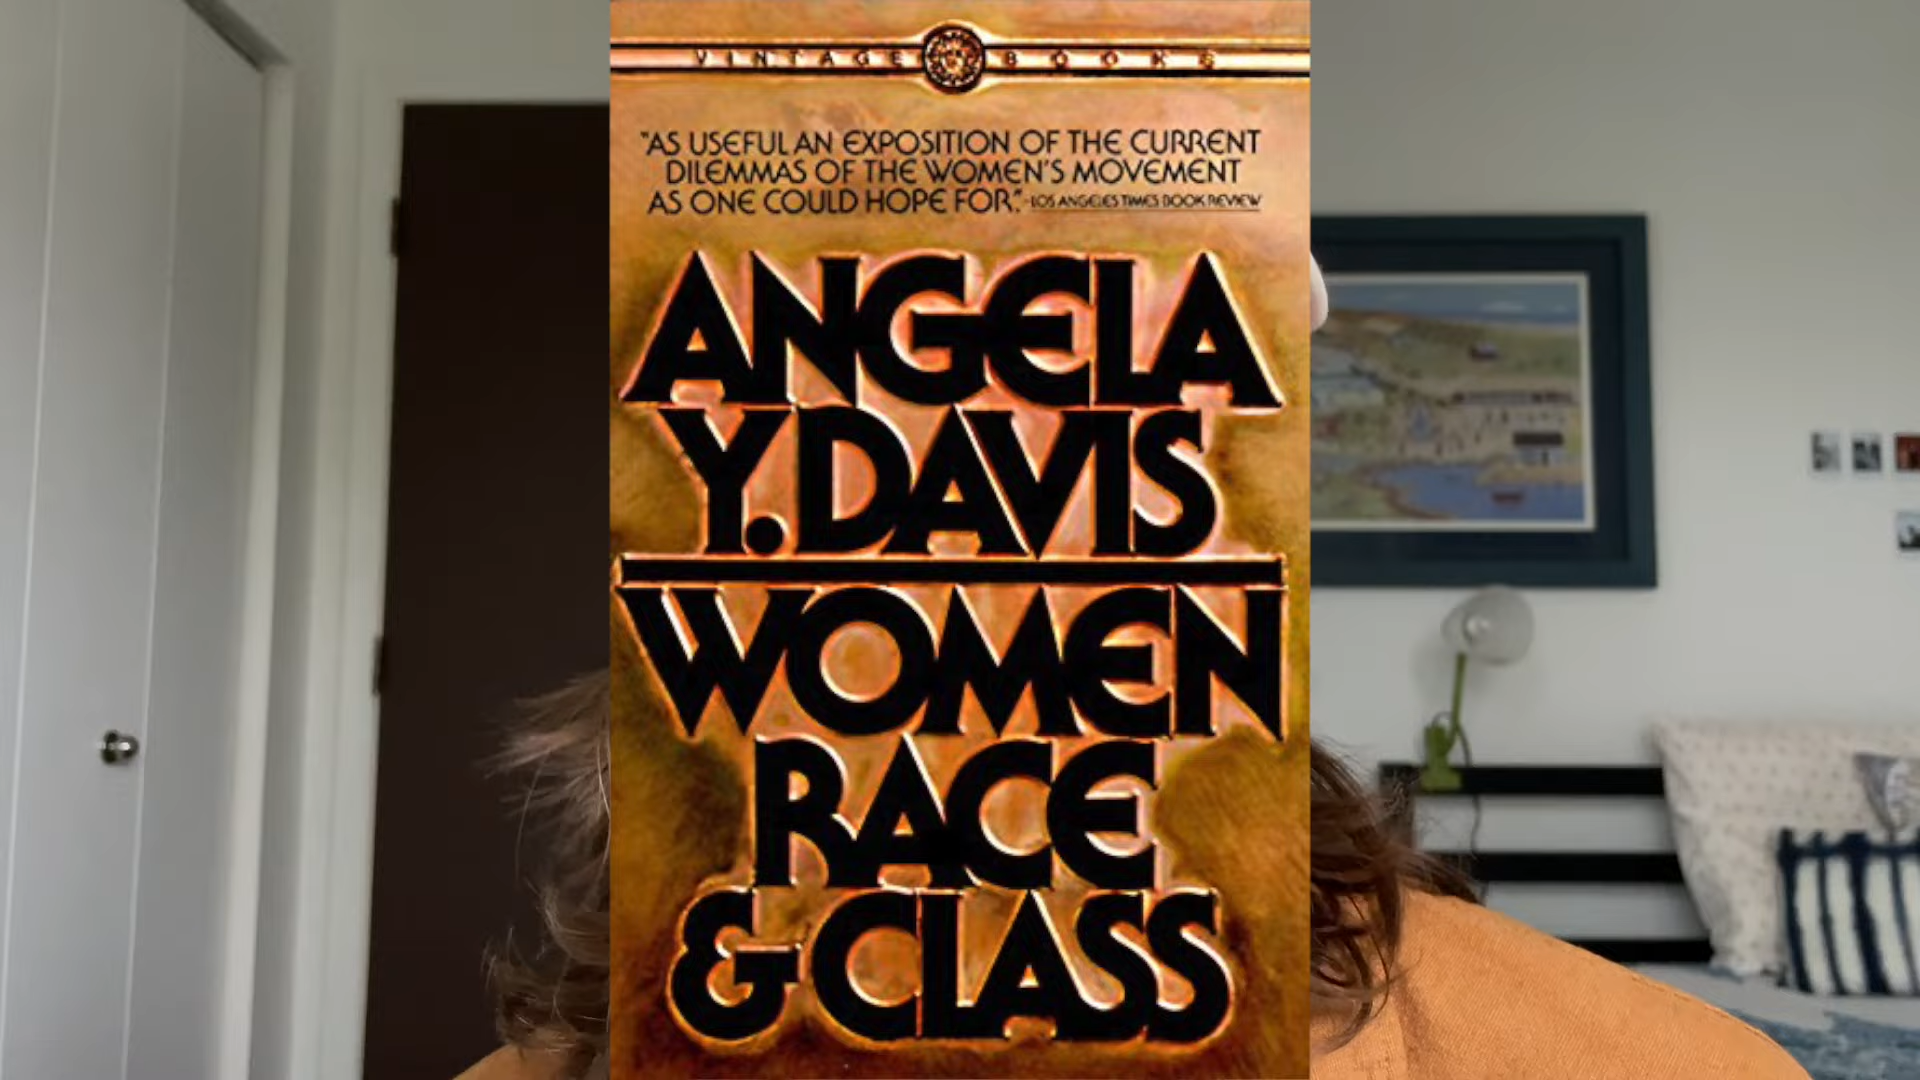 VINTAGE BOOKS
"AS USEFUL AN EXPOSITION OF THE CURRENT
DILEMMAS OF THE WOMEN'S MOVEMENT
AS ONE COULD HOPE FOR." - LOS ANGELES TIMES BOOK REVIEW
ANGELA
Y. DAVIS
WOMEN
RACE
& CLASS